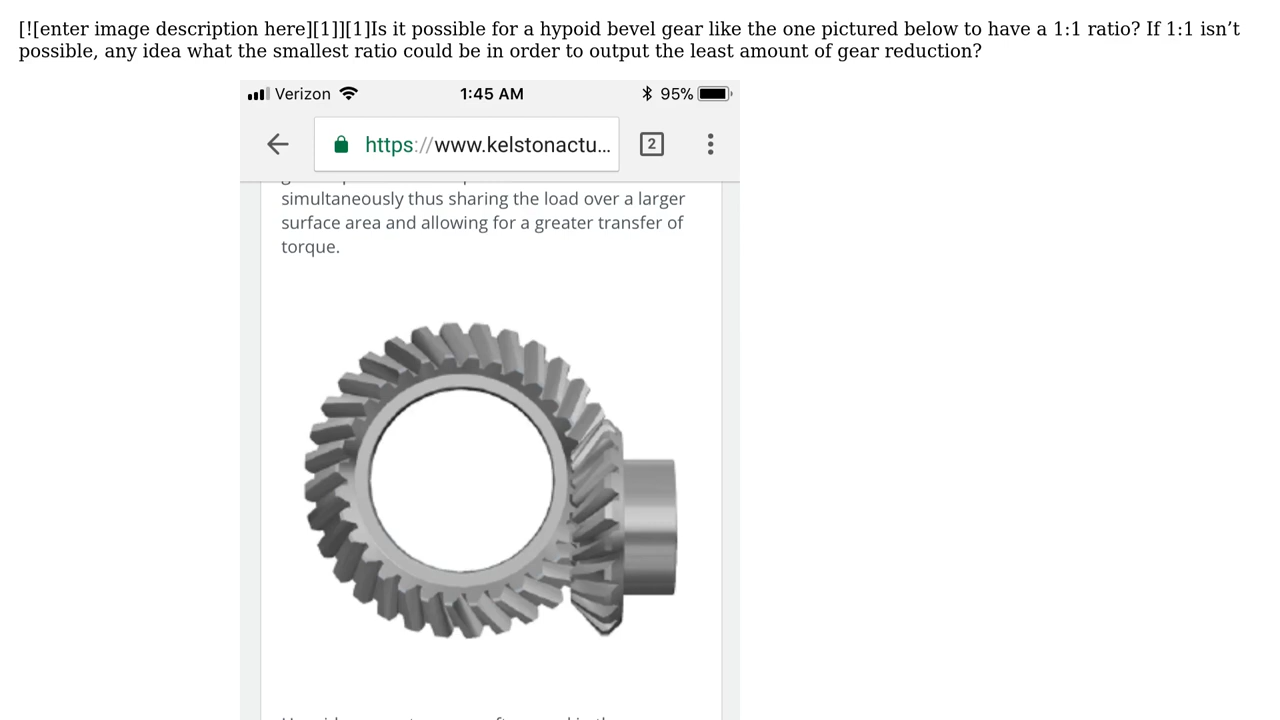 [![enter image description here][1]][1]Is it possible for a hypoid bevel gear like the one pictured below to have a 1:1 ratio? If 1:1 isn’t
possible, any idea what the smallest ratio could be in order to output the least amount of gear reduction?
Verizon 1:45 AM 95%
https://www.kelstonactu... 2
simultaneously thus sharing the load over a larger
surface area and allowing for a greater transfer of
torque.